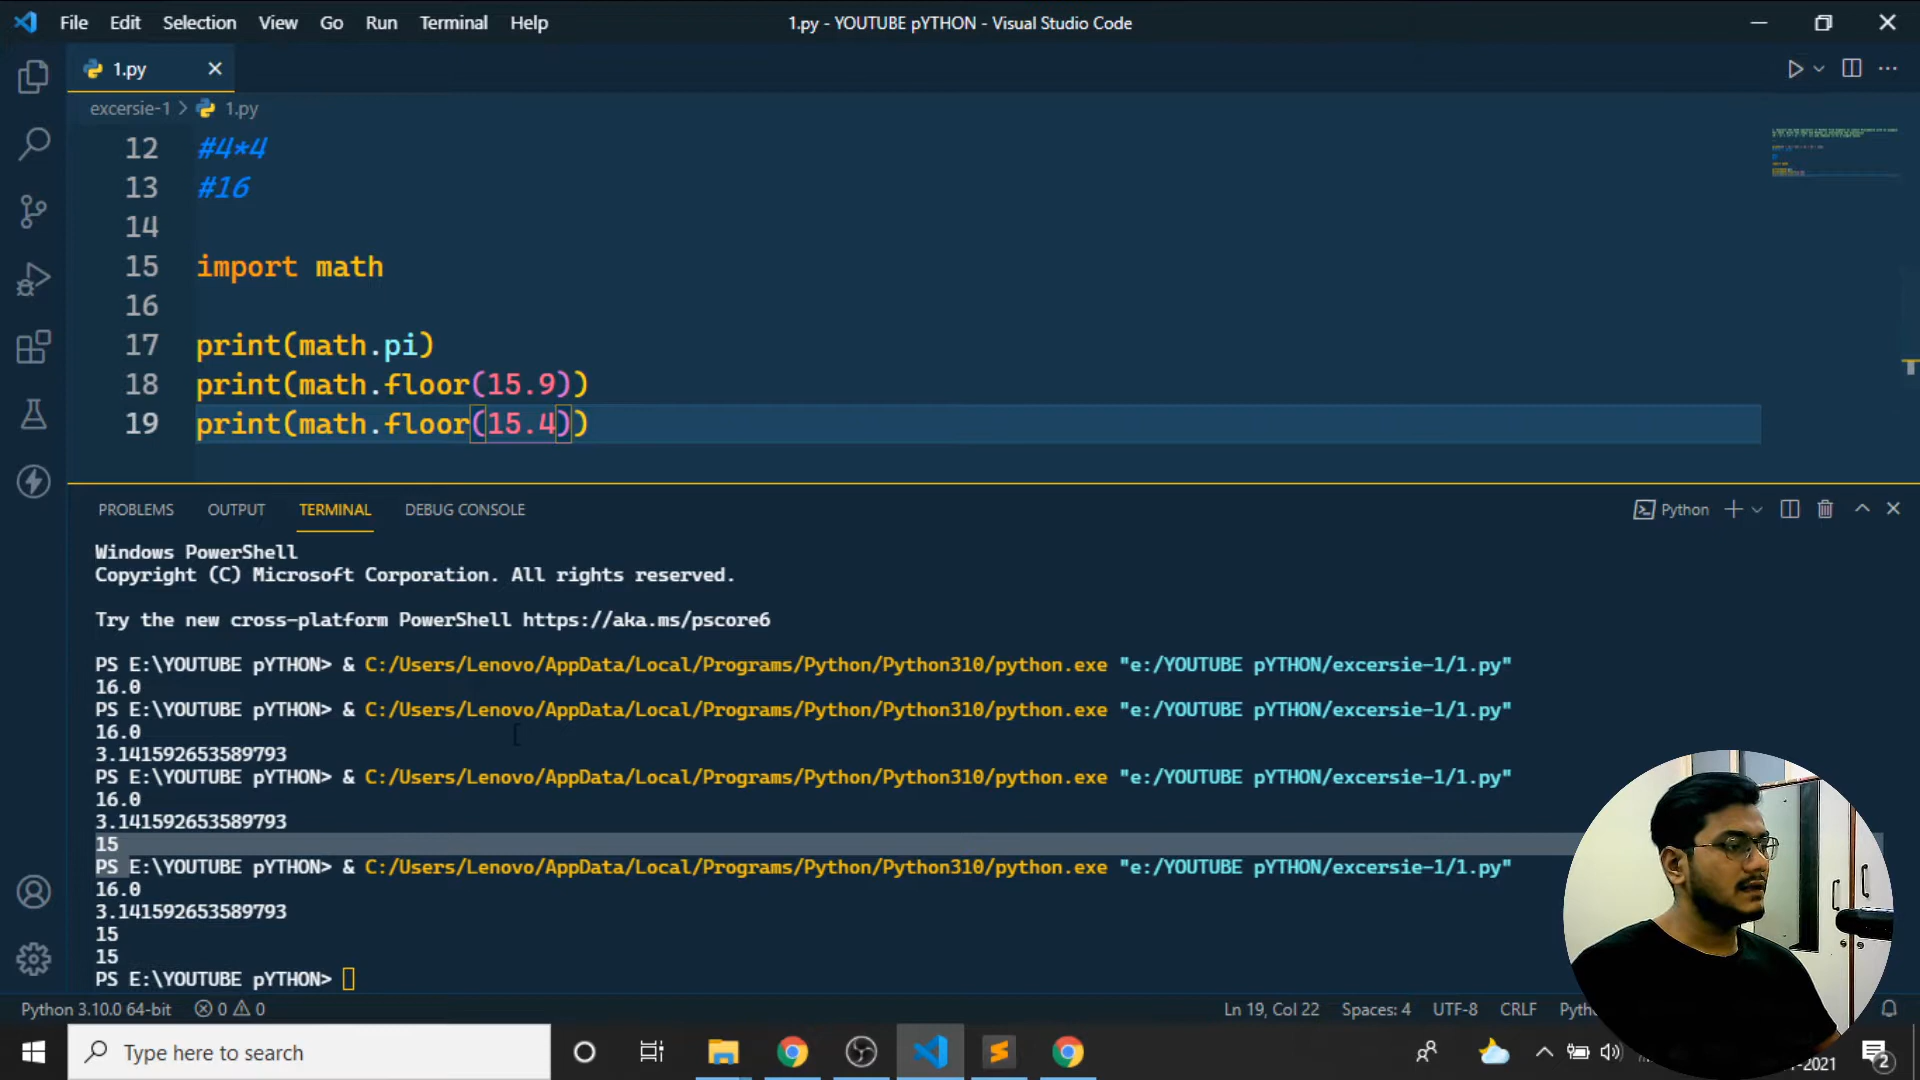 File Edit Selection View Go Run Terminal Help 1.py - YOUTUBE pYTHON - Visual Studio Code
1.py
excersie-1 > 1.py
12 #4*4
13 #16
14
15 import math
16
17 print(math.pi)
18 print(math.floor(15.9))
19 print(math.floor(15.4))
PROBLEMS OUTPUT TERMINAL DEBUG CONSOLE Python
Windows PowerShell
Copyright (C) Microsoft Corporation. All rights reserved.
Try the new cross-platform PowerShell https://aka.ms/pscore6
PS E:\YOUTUBE pYTHON> & C:/Users/Lenovo/AppData/Local/Programs/Python/Python310/python.exe "e:/YOUTUBE pYTHON/excersie-1/1.py"
16.0
PS E:\YOUTUBE pYTHON> & C:/Users/Lenovo/AppData/Local/Programs/Python/Python310/python.exe "e:/YOUTUBE pYTHON/excersie-1/1.py"
16.0
3.141592653589793
PS E:\YOUTUBE pYTHON> & C:/Users/Lenovo/AppData/Local/Programs/Python/Python310/python.exe "e:/YOUTUBE pYTHON/excersie-1/1.py"
16.0
3.141592653589793
15
PS E:\YOUTUBE pYTHON> & C:/Users/Lenovo/AppData/Local/Programs/Python/Python310/python.exe "e:/YOUTUBE pYTHON/excersie-1/1.py"
16.0
3.141592653589793
15
15
PS E:\YOUTUBE pYTHON>
Python 3.10.0 64-bit 0 0 Ln 19, Col 22 Spaces: 4 UTF-8 CRLF
Type here to search 2